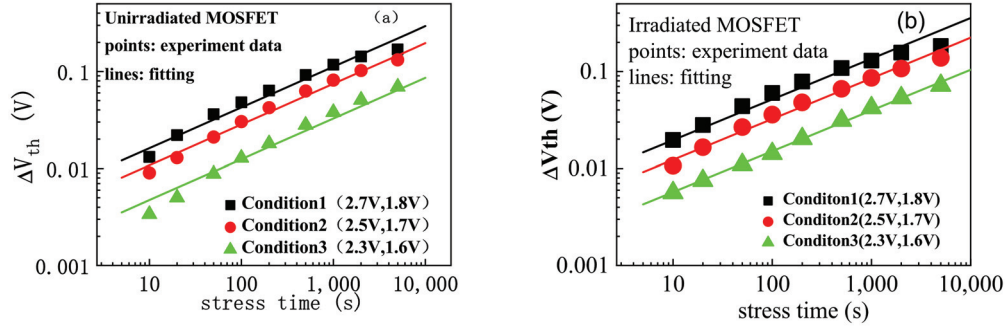 Unirradiated MOSFET
(a)
points: experiment data
lines: fitting
0.1
0.01
0.001
ΔVth (V)
Condition1 (2.7V,1.8V)
Condition2 (2.5V,1.7V)
Condition3 (2.3V,1.6V)
10
100
1,000
10,000
stress time (s)
Irradiated MOSFET
(b)
points: experiment data
lines: fitting
0.1
0.01
0.001
ΔVth (V)
Conditon1(2.7V,1.8V)
Conditon2(2.5V,1.7V)
Conditon3(2.3V,1.6V)
10
100
1,000
10,000
stress time (s)